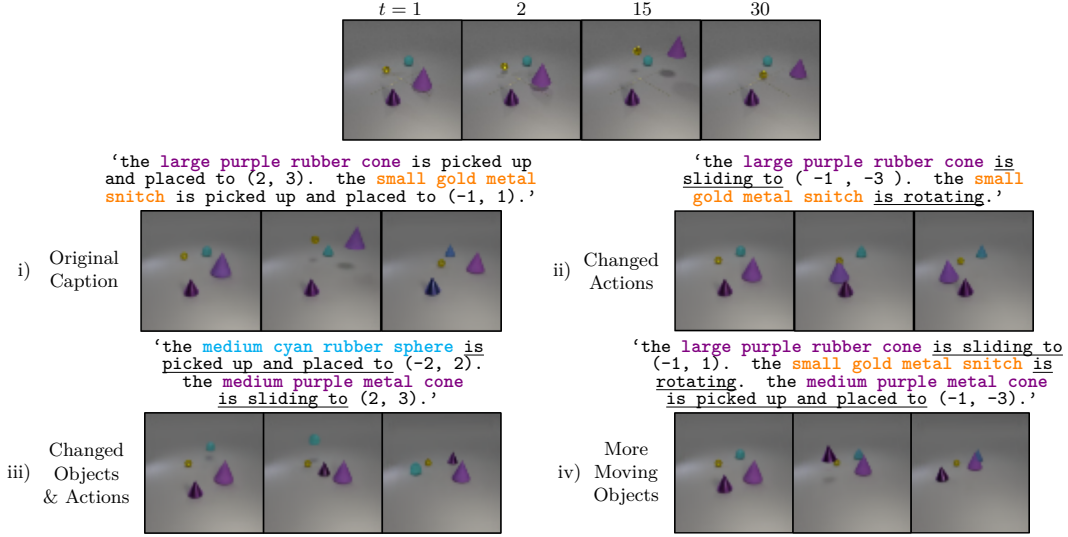 t = 1 2 15 30
‘the large purple rubber cone is picked up
and placed to (2, 3). the small gold metal
snitch is picked up and placed to (-1, 1).’
i) Original
Caption
‘the large purple rubber cone is
sliding to ( -1 , -3 ). the small
gold metal snitch is rotating.’
ii) Changed
Actions
‘the medium cyan rubber sphere is
picked up and placed to (-2, 2).
the medium purple metal cone
is sliding to (2, 3).’
iii) Changed
Objects
& Actions
‘the large purple rubber cone is sliding to
(-1, 1). the small gold metal snitch is
rotating. the medium purple metal cone
is picked up and placed to (-1, -3).’
iv) More
Moving
Objects